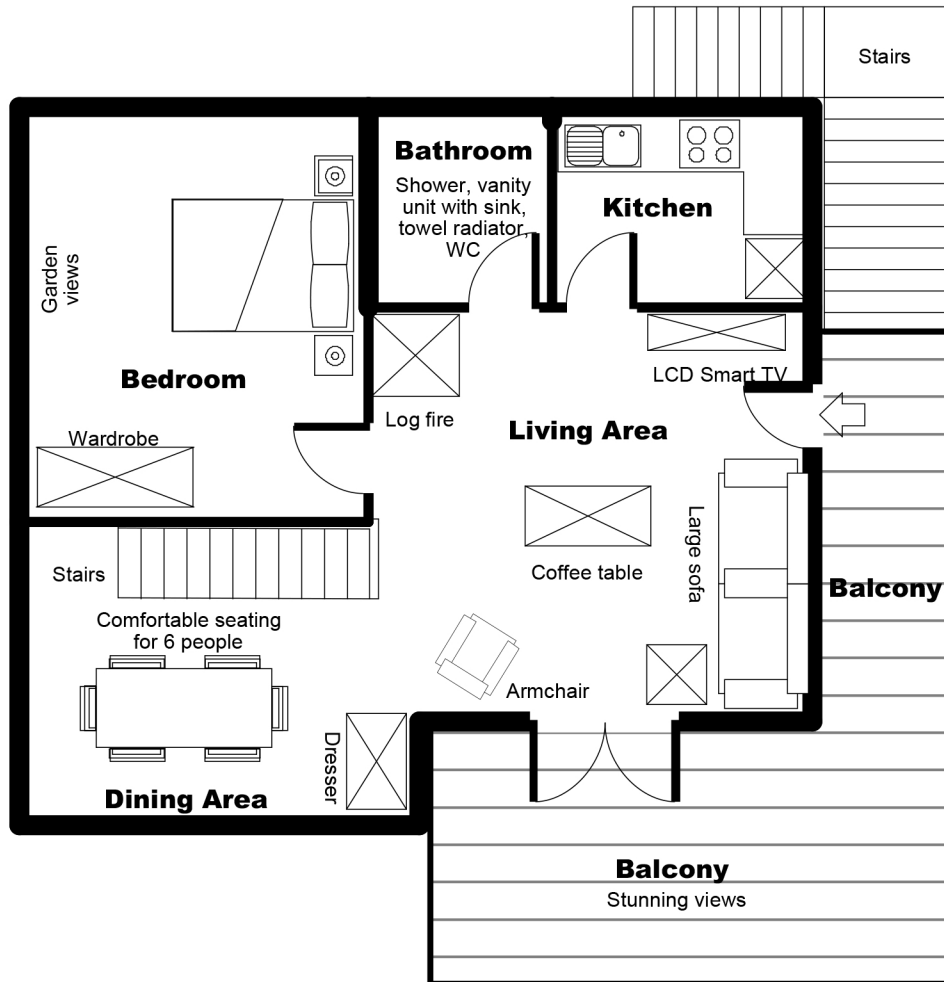 Stairs
Bathroom
Shower, vanity
unit with sink,
towel radiator,
WC
Kitchen
Garden
views
Bedroom
LCD Smart TV
Log fire
Living Area
Wardrobe
Large sofa
Coffee table
Stairs
Balcony
Comfortable seating
for 6 people
Armchair
Dresser
Dining Area
Balcony
Stunning views